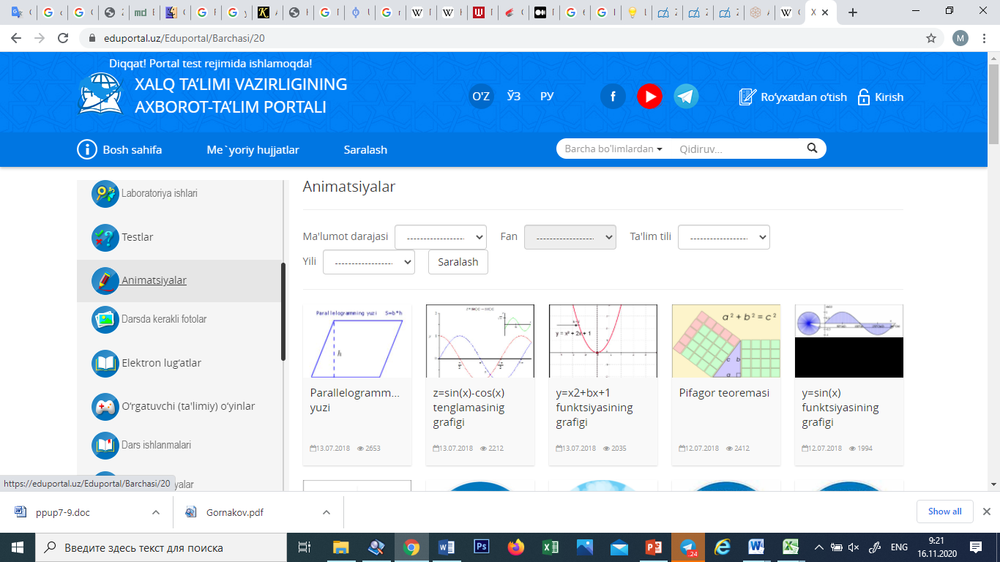 eduportal.uz/Eduportal/Barchasi/20
M
Diqqat! Portal test rejimida ishlamoqda!
XALQ TA’LIMI VAZIRLIGINING
AXBOROT-TA’LIM PORTALI
O'Z
ЎЗ
РУ
Ro‘yxatdan o‘tish
Kirish
Bosh sahifa
Me`yoriy hujjatlar
Saralash
Barcha bo'limlardan
Qidiruv...
Laboratoriya ishlari
Testlar
Animatsiyalar
Darsda kerakli fotolar
Elektron lug‘atlar
O‘rgatuvchi (ta'limiy) o‘yinlar
Dars ishlanmalari
yalar
Animatsiyalar
Ma'lumot darajasi ----------------- Fan ----------------- Ta'lim tili -----------------
Yili ----------------- Saralash
Parallelogramming yuzi S=b*h
h
y = x² + 2x + 1
a² + b² = c²
c b
a
Parallelogramm...
yuzi
13.07.2018 2653
z=sin(x)-cos(x)
tenglamasinig
grafigi
13.07.2018 2212
y=x2+bx+1
funktsiyasining
grafigi
13.07.2018 2035
Pifagor teoremasi
12.07.2018 2412
y=sin(x)
funktsiyasining
grafigi
12.07.2018 1994
https://eduportal.uz/Eduportal/Barchasi/20
ppup7-9.doc
Gornakov.pdf
Show all
Введите здесь текст для поиска
.24
ENG
9:21
16.11.2020